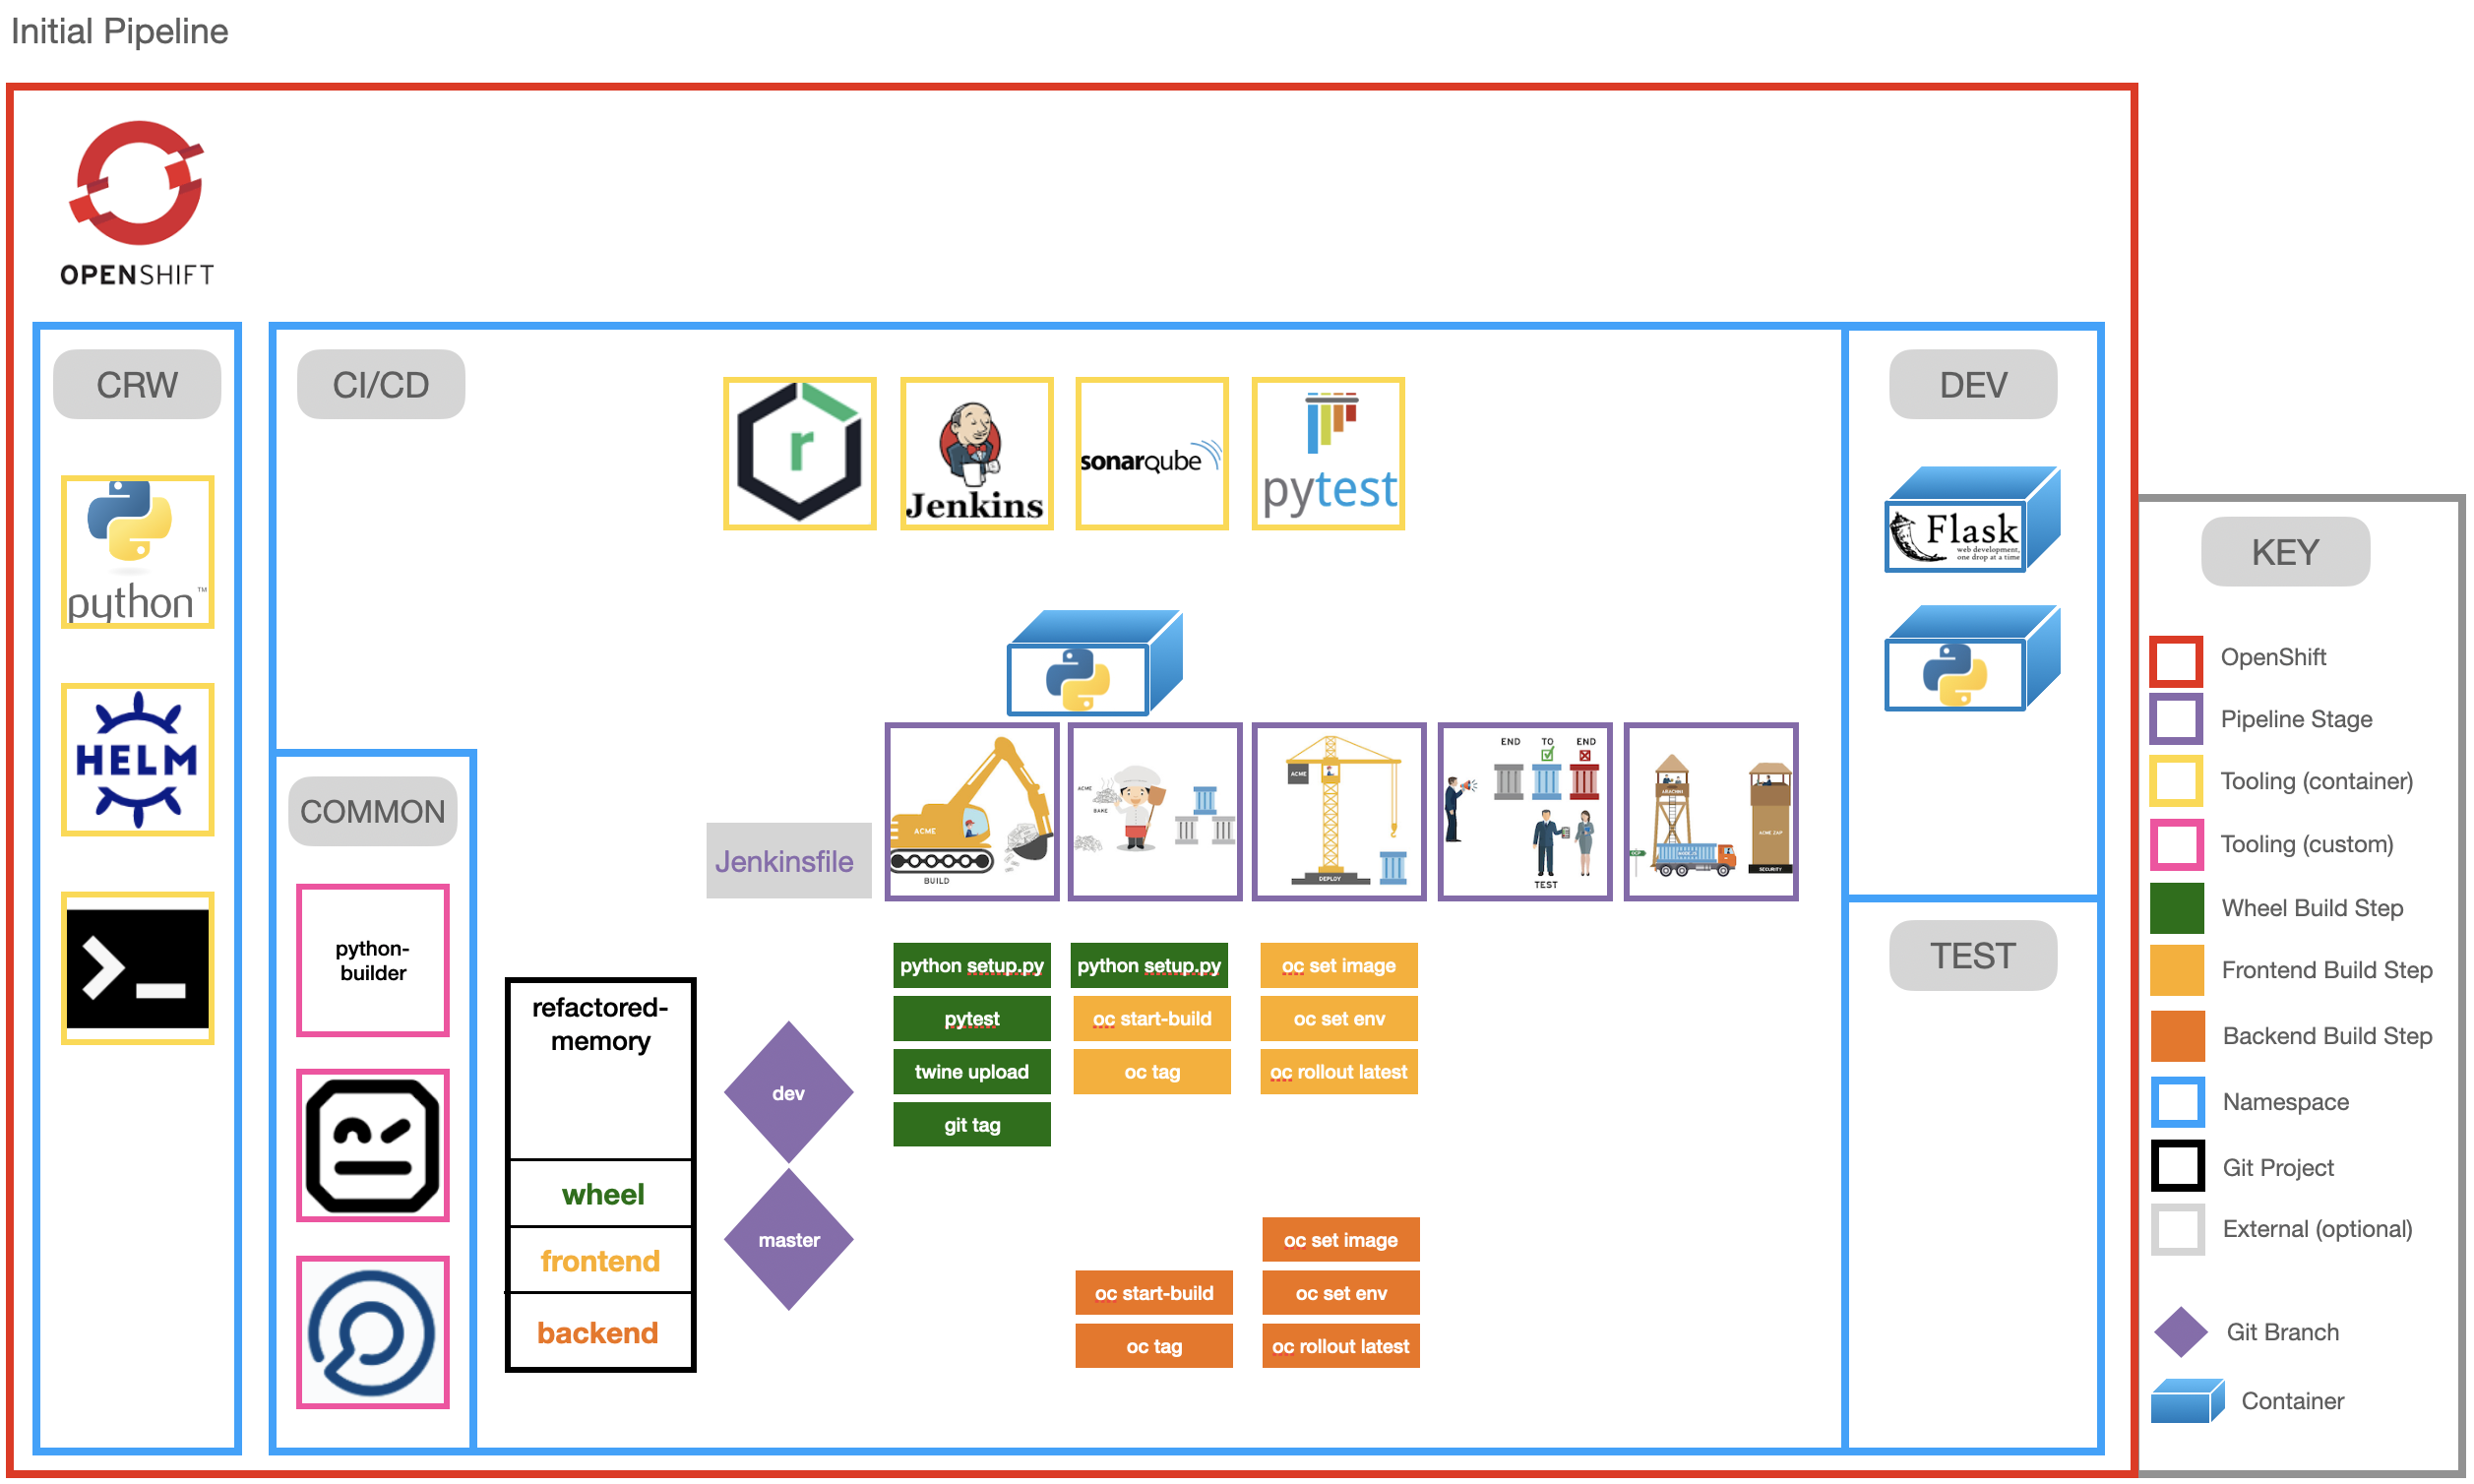 Initial Pipeline
OPENSHIFT
CRW
CI/CD
DEV
python™
HELM
>_
r
Jenkins
sonarqube
pytest
Flask
web development,
one drop at a time
KEY
OpenShift
Pipeline Stage
Tooling (container)
Tooling (custom)
Wheel Build Step
Frontend Build Step
Backend Build Step
Namespace
Git Project
External (optional)
Git Branch
Container
COMMON
python-
builder
Jenkinsfile
ACME
BUILD
ACME
BAKE
ACME
DEPLOY
END TO END
TEST
ARACHNI
ACME ZAP
SECURITY
TEST
refactored-
memory
wheel
frontend
backend
dev
master
python setup.py
pytest
twine upload
git tag
python setup.py
oc start-build
oc tag
oc set image
oc set env
oc rollout latest
oc start-build
oc tag
oc set image
oc set env
oc rollout latest